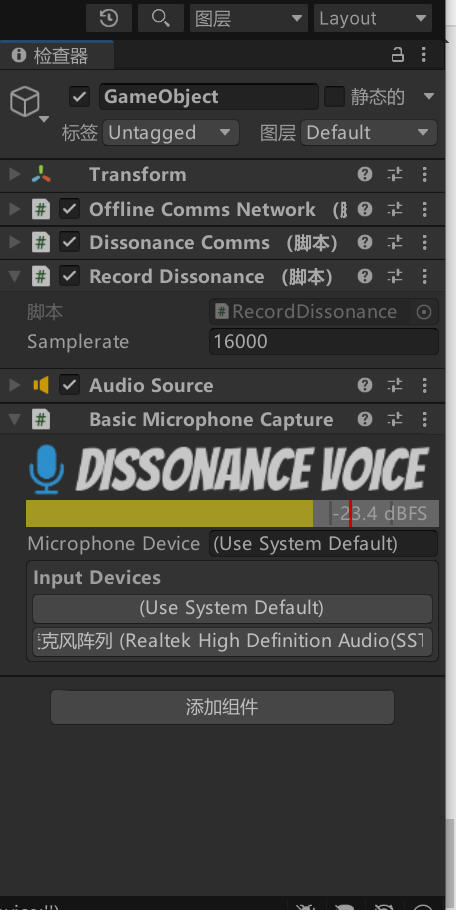 图层 Layout
检查器
GameObject 静态的
标签 Untagged 图层 Default
Transform
Offline Comms Network
Dissonance Comms （脚本）
Record Dissonance （脚本）
脚本 RecordDissonance
Samplerate 16000
Audio Source
Basic Microphone Capture
DISSONANCE VOICE
-23.4 dBFS
Microphone Device (Use System Default)
Input Devices
(Use System Default)
克风阵列 (Realtek High Definition Audio(SST
添加组件